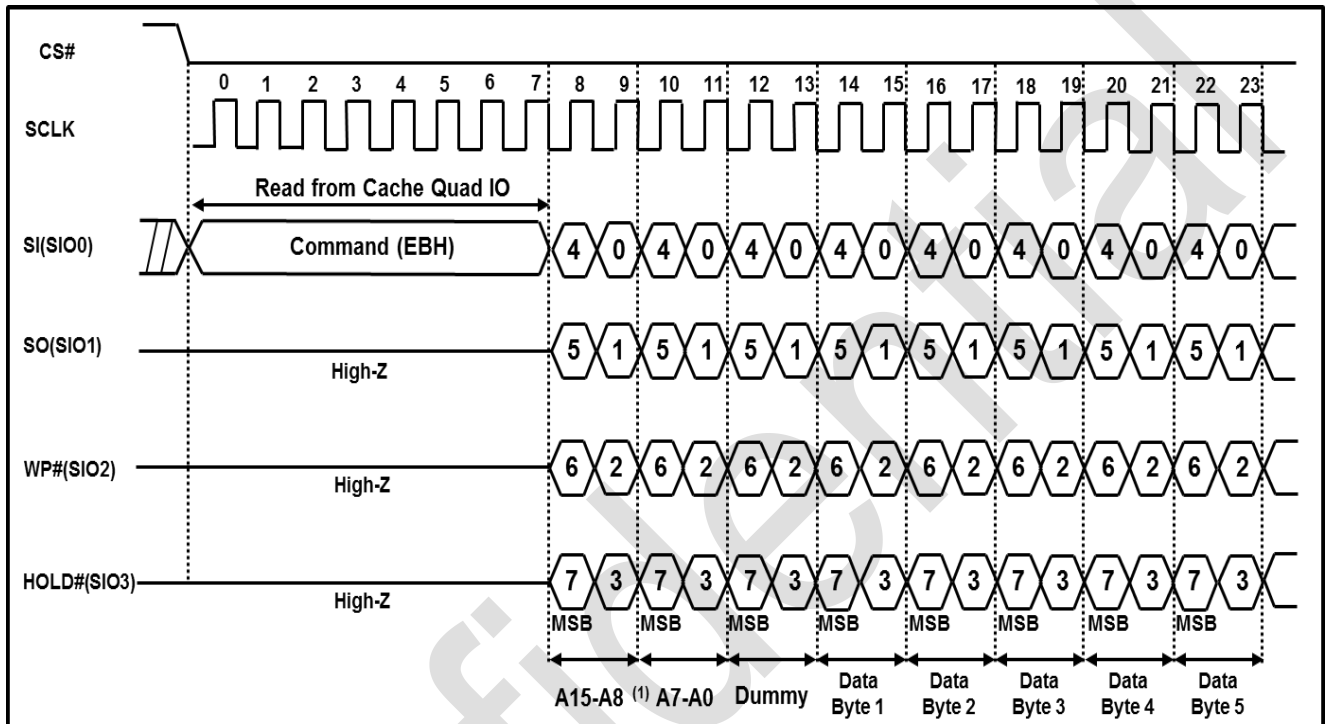 CS#
0 1 2 3 4 5 6 7 8 9 10 11 12 13 14 15 16 17 18 19 20 21 22 23
SCLK
Read from Cache Quad IO
SI(SIO0) Command (EBH) 4 0 4 0 4 0 4 0 4 0 4 0 4 0 4 0
SO(SIO1) 5 1 5 1 5 1 5 1 5 1 5 1 5 1 5 1
High-Z
WP#(SIO2) 6 2 6 2 6 2 6 2 6 2 6 2 6 2 6 2
High-Z
HOLD#(SIO3) 7 3 7 3 7 3 7 3 7 3 7 3 7 3 7 3
High-Z
MSB MSB MSB MSB MSB MSB MSB MSB
A15-A8 (1) A7-A0 Dummy Data Data Data Data Data
Byte 1 Byte 2 Byte 3 Byte 4 Byte 5